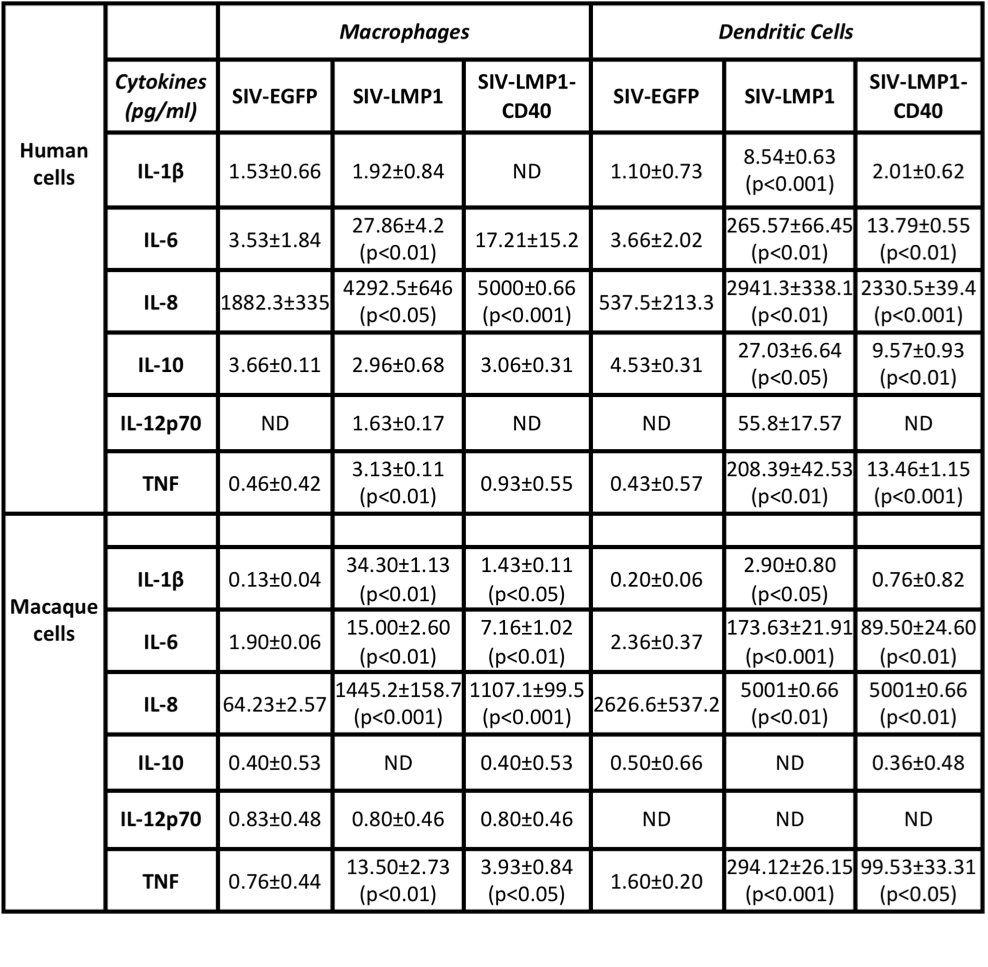 Macrophages Dendritic Cells
Cytokines (pg/ml) SIV-EGFP SIV-LMP1 SIV-LMP1-CD40 SIV-EGFP SIV-LMP1 SIV-LMP1-CD40
Human cells
IL-1β 1.53±0.66 1.92±0.84 ND 1.10±0.73 8.54±0.63 (p<0.001) 2.01±0.62
IL-6 3.53±1.84 27.86±4.2 (p<0.01) 17.21±15.2 3.66±2.02 265.57±66.45 (p<0.01) 13.79±0.55 (p<0.01)
IL-8 1882.3±335 4292.5±646 (p<0.05) 5000±0.66 (p<0.001) 537.5±213.3 2941.3±338.1 (p<0.01) 2330.5±39.4 (p<0.001)
IL-10 3.66±0.11 2.96±0.68 3.06±0.31 4.53±0.31 27.03±6.64 (p<0.05) 9.57±0.93 (p<0.01)
IL-12p70 ND 1.63±0.17 ND ND 55.8±17.57 ND
TNF 0.46±0.42 3.13±0.11 (p<0.01) 0.93±0.55 0.43±0.57 208.39±42.53 (p<0.01) 13.46±1.15 (p<0.001)
Macaque cells
IL-1β 0.13±0.04 34.30±1.13 (p<0.01) 1.43±0.11 (p<0.05) 0.20±0.06 2.90±0.80 (p<0.05) 0.76±0.82
IL-6 1.90±0.06 15.00±2.60 (p<0.01) 7.16±1.02 (p<0.01) 2.36±0.37 173.63±21.91 (p<0.001) 89.50±24.60 (p<0.01)
IL-8 64.23±2.57 1445.2±158.7 (p<0.001) 1107.1±99.5 (p<0.001) 2626.6±537.2 5001±0.66 (p<0.01) 5001±0.66 (p<0.01)
IL-10 0.40±0.53 ND 0.40±0.53 0.50±0.66 ND 0.36±0.48
IL-12p70 0.83±0.48 0.80±0.46 0.80±0.46 ND ND ND
TNF 0.76±0.44 13.50±2.73 (p<0.01) 3.93±0.84 (p<0.05) 1.60±0.20 294.12±26.15 (p<0.001) 99.53±33.31 (p<0.05)